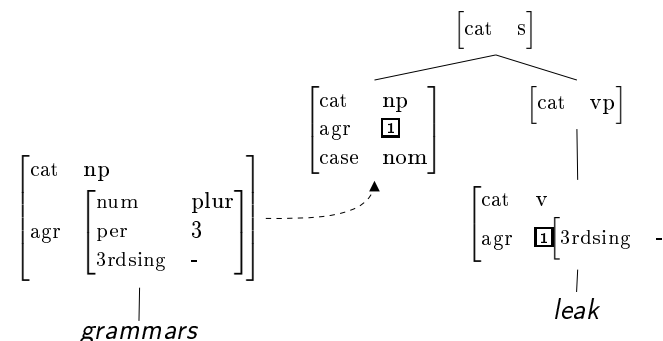 cat s
cat np
agr 1
case nom
cat vp
cat np
agr
num plur
per 3
3rdsing -
cat v
agr 1 3rdsing -
grammars
leak